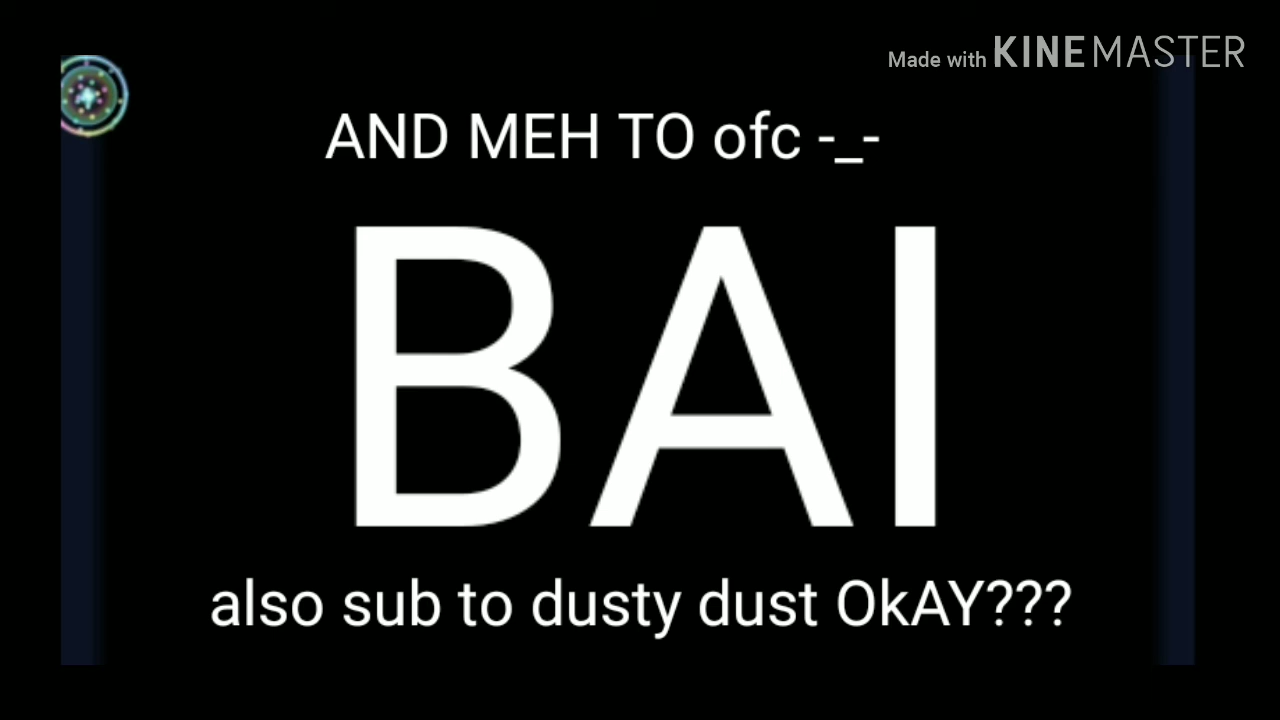 Made with KINEMASTER
AND MEH TO ofc -_-
BAI
also sub to dusty dust OkAY???